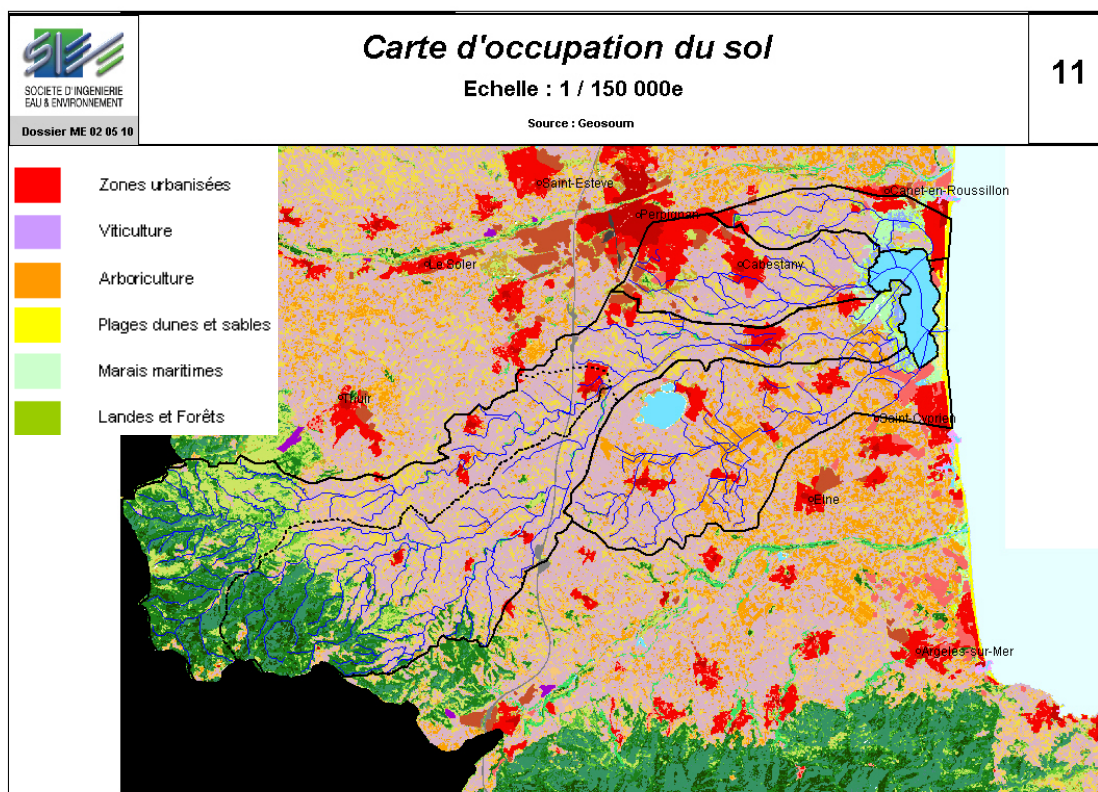 SIEE
SOCIETE D'INGENIERIE
EAU & ENVIRONNEMENT
Dossier ME 02 05 10
Carte d'occupation du sol
Echelle : 1 / 150 000e
Source : Geosourn
11
Zones urbanisées
Viticulture
Arboriculture
Plages dunes et sables
Marais maritimes
Landes et Forêts
Saint-Estève
Canet-en-Roussillon
Perpignan
Le Soler
Cabestany
Thuir
Saint-Cyprien
Elne
Argelès-sur-Mer